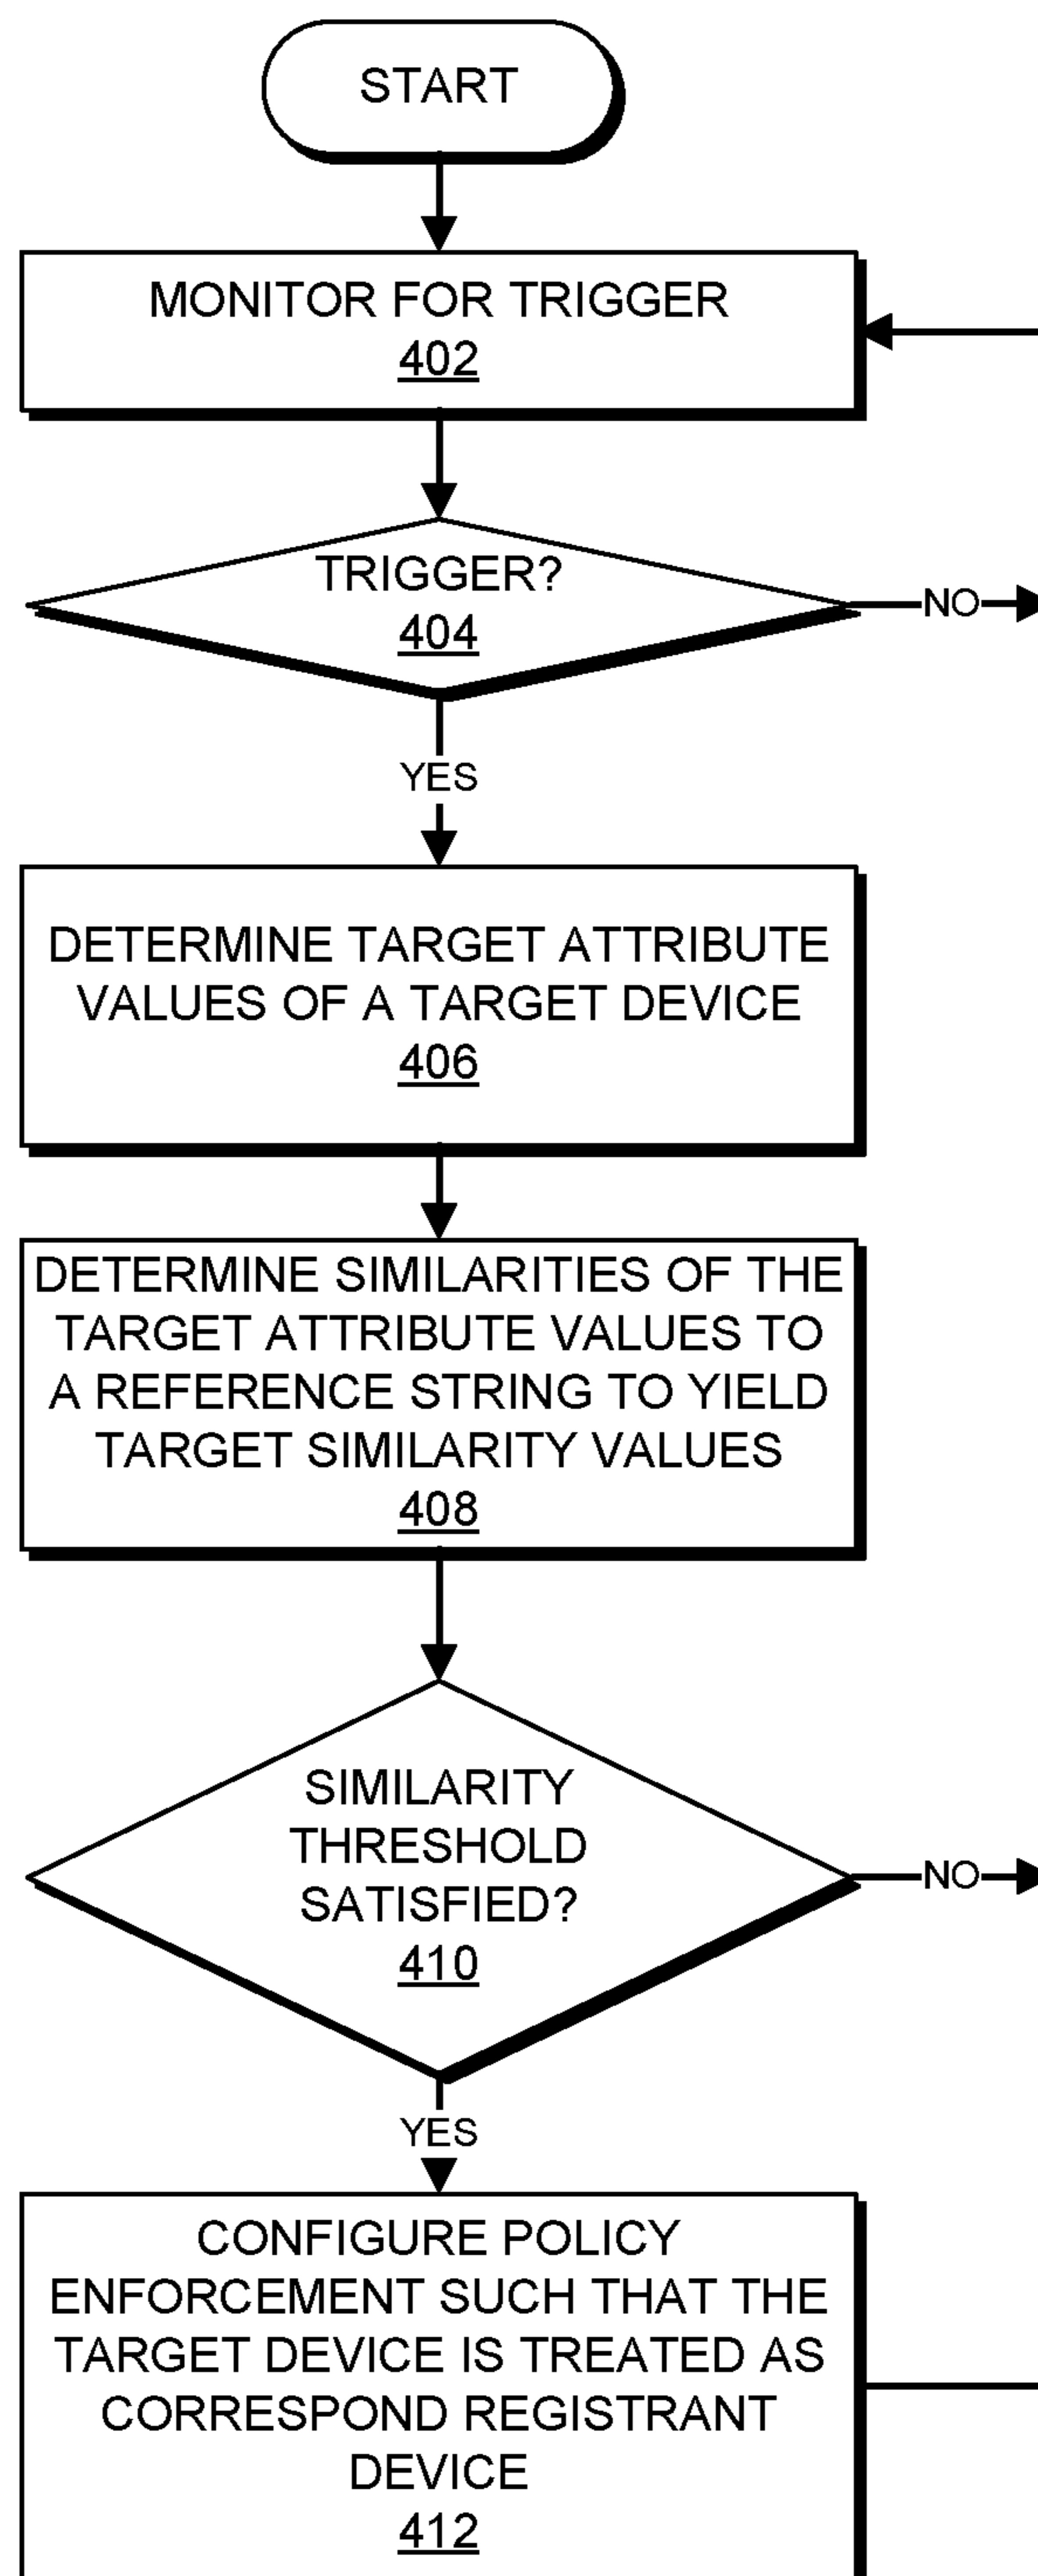 START
MONITOR FOR TRIGGER
402
TRIGGER?
404
NO
YES
DETERMINE TARGET ATTRIBUTE
VALUES OF A TARGET DEVICE
406
DETERMINE SIMILARITIES OF THE
TARGET ATTRIBUTE VALUES TO
A REFERENCE STRING TO YIELD
TARGET SIMILARITY VALUES
408
SIMILARITY
THRESHOLD
SATISFIED?
410
NO
YES
CONFIGURE POLICY
ENFORCEMENT SUCH THAT THE
TARGET DEVICE IS TREATED AS
CORRESPOND REGISTRANT
DEVICE
412